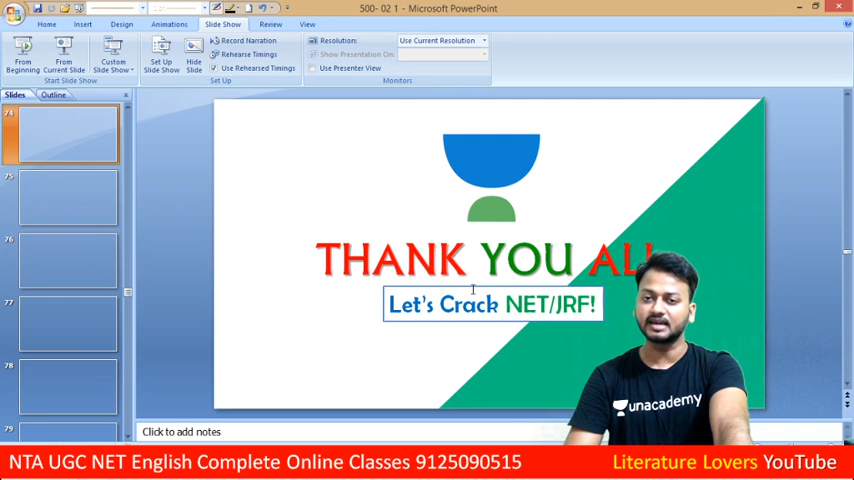 500- 02 1 - Microsoft PowerPoint
Home Insert Design Animations Slide Show Review View
From Beginning
From Current Slide
Custom Slide Show
Start Slide Show
Set Up Slide Show
Hide Slide
Record Narration
Rehearse Timings
Use Rehearsed Timings
Set Up
Resolution: Use Current Resolution
Show Presentation On:
Use Presenter View
Monitors
Slides Outline
74
75
76
77
78
79
THANK YOU ALL
Let's Crack NET/JRF!
unacademy
Click to add notes
NTA UGC NET English Complete Online Classes 9125090515 Literature Lovers YouTube